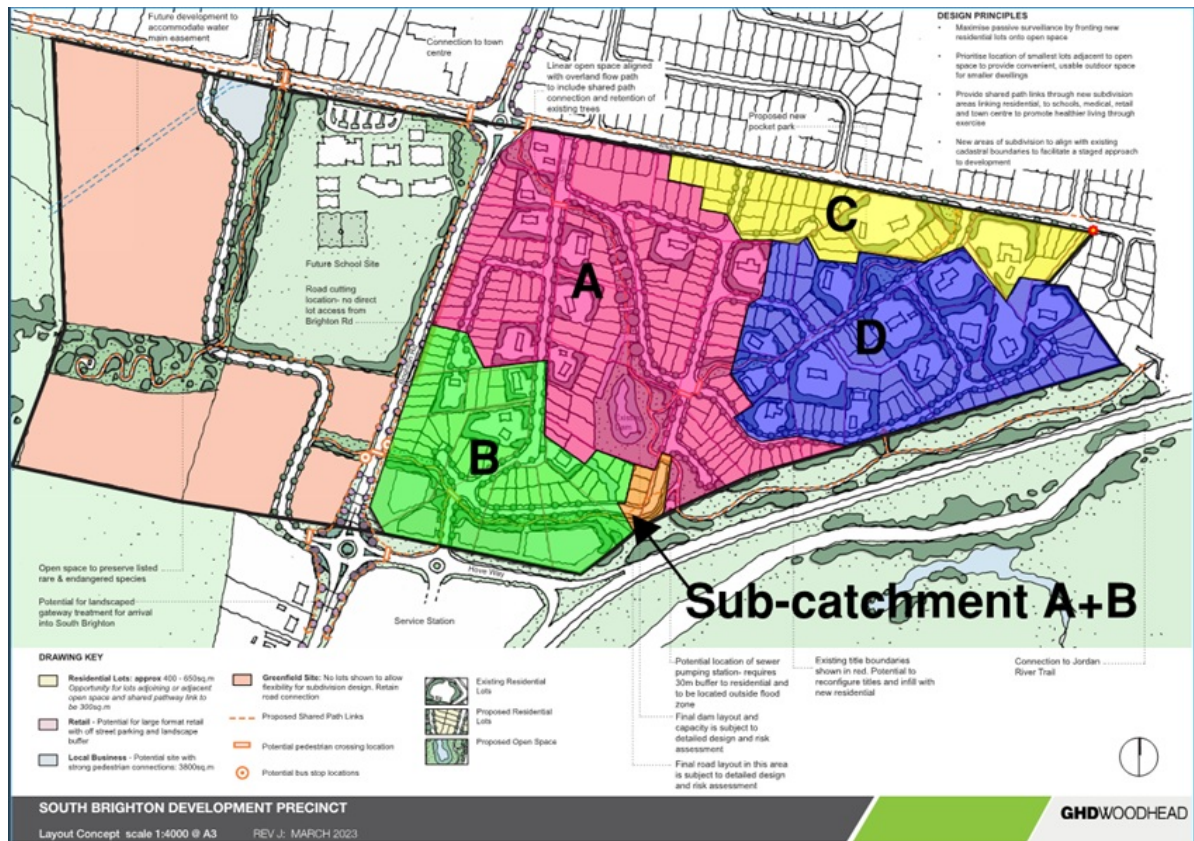 Future development to
accommodate water
main easement
Connection to town
centre
Linear open space aligned
with overland flow path
to include shared path
connection and retention of
existing trees
Proposed new
pocket park
DESIGN PRINCIPLES
• Maximise passive surveillance by fronting new
residential lots onto open space
• Prioritise location of smallest lots adjacent to open
space to provide convenient, usable outdoor space
for smaller dwellings
• Provide shared path links through new subdivision
areas linking residential, to schools, medical, retail
and town centre to promote healthier living through
exercise
• New areas of subdivision to align with existing
cadastral boundaries to facilitate a staged approach
to development
Future School Site
Road cutting
location- no direct
lot access from
Brighton Rd
A
B
C
D
Sub-catchment A+B
Open space to preserve listed
rare & endangered species
Potential for landscaped
gateway treatment for arrival
into South Brighton
Hove Way
Service Station
Potential location of sewer
pumping station- requires
30m buffer to residential and
to be located outside flood
zone
Final dam layout and
capacity is subject to
detailed design and risk
assessment
Final road layout in this area
is subject to detailed design
and risk assessment
Existing title boundaries
shown in red. Potential to
reconfigure titles and infill with
new residential
Connection to Jordan
River Trail
DRAWING KEY
Residential Lots: approx 400 - 650sq.m
Opportunity for lots adjoining or adjacent
open space and shared pathway link to
be 300sq.m
Retail - Potential for large format retail
with off street parking and landscape
buffer
Local Business - Potential site with
strong pedestrian connections: 3800sq.m
Greenfield Site: No lots shown to allow
flexibility for subdivision design, Retain
road connection
Proposed Shared Path Links
Potential pedestrian crossing location
Potential bus stop locations
Existing Residential
Lots
Proposed Residential
Lots
Proposed Open Space
SOUTH BRIGHTON DEVELOPMENT PRECINCT
Layout Concept scale 1:4000 @ A3 REV J: MARCH 2023
GHDWOODHEAD